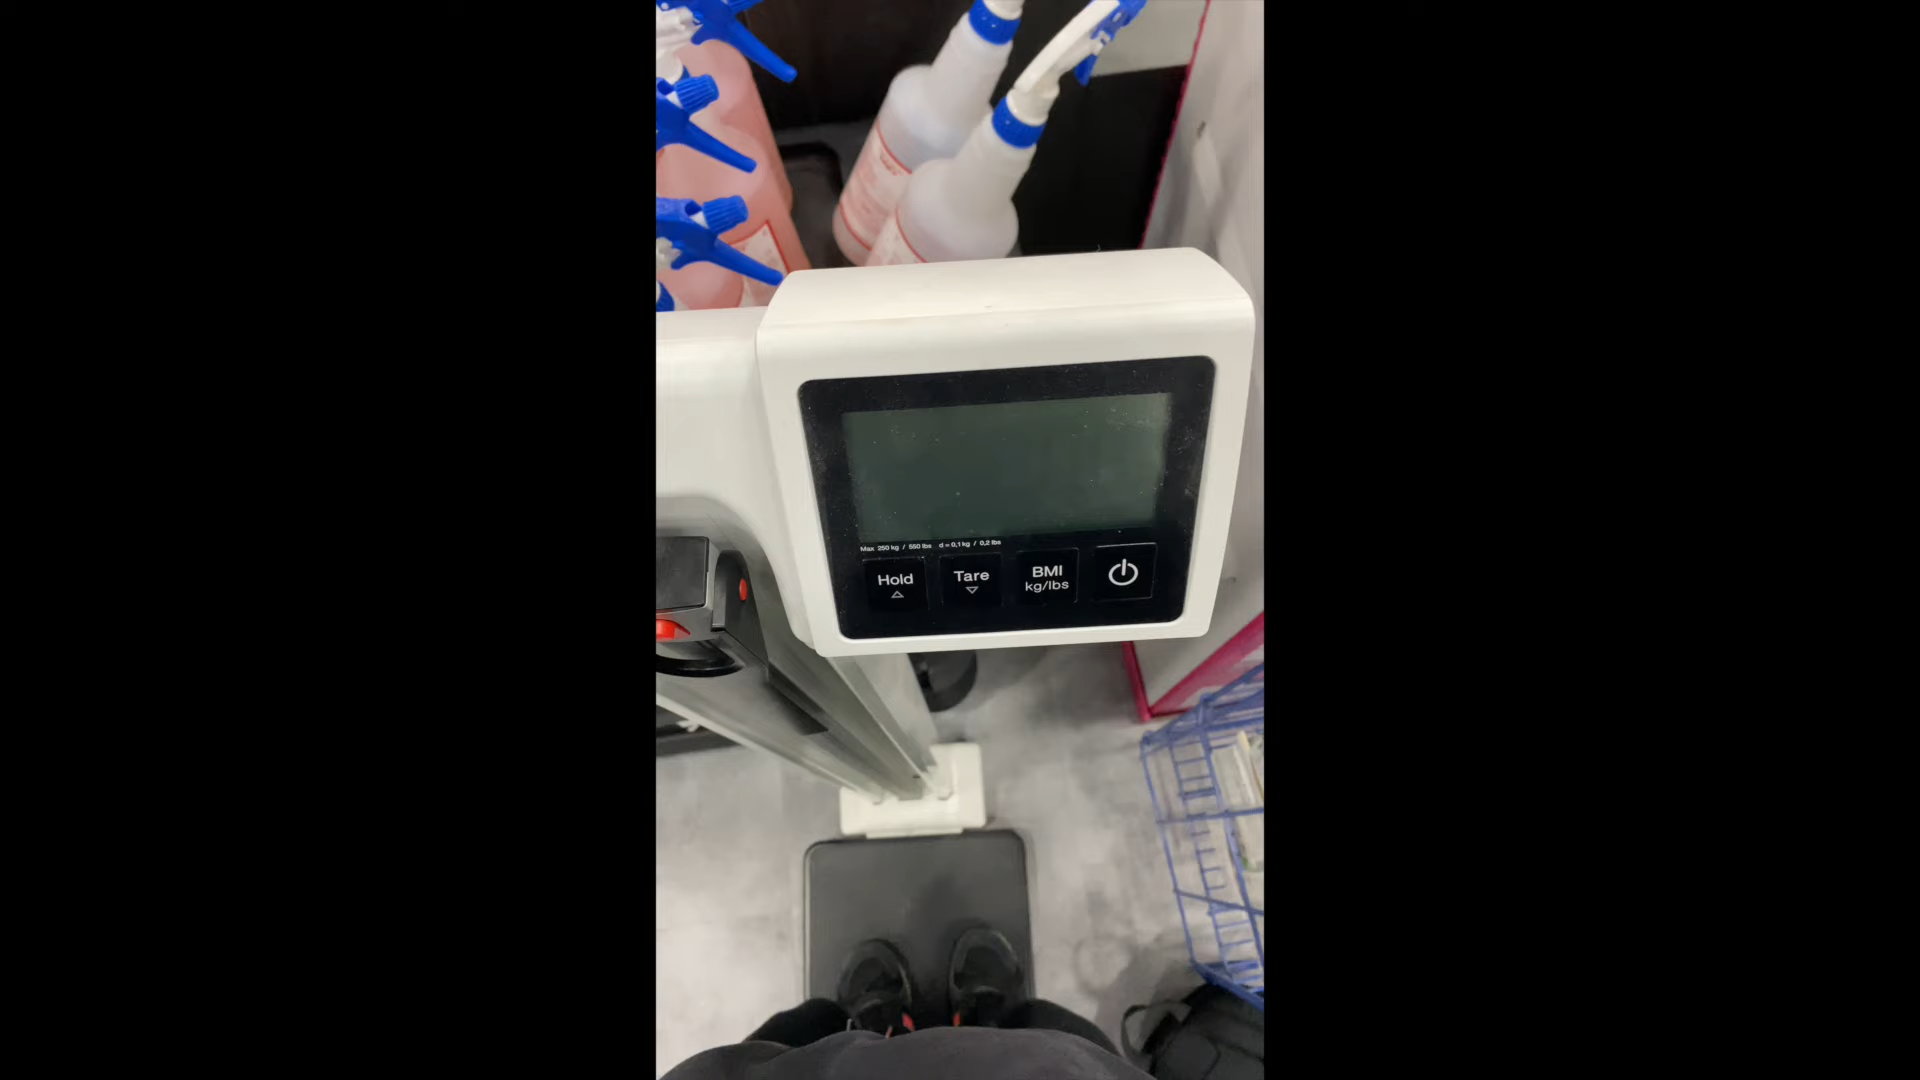 Max 250 kg / 550 lbs d = 0,1 kg / 0,2 lbs
Hold
Tare
BMI
kg/lbs